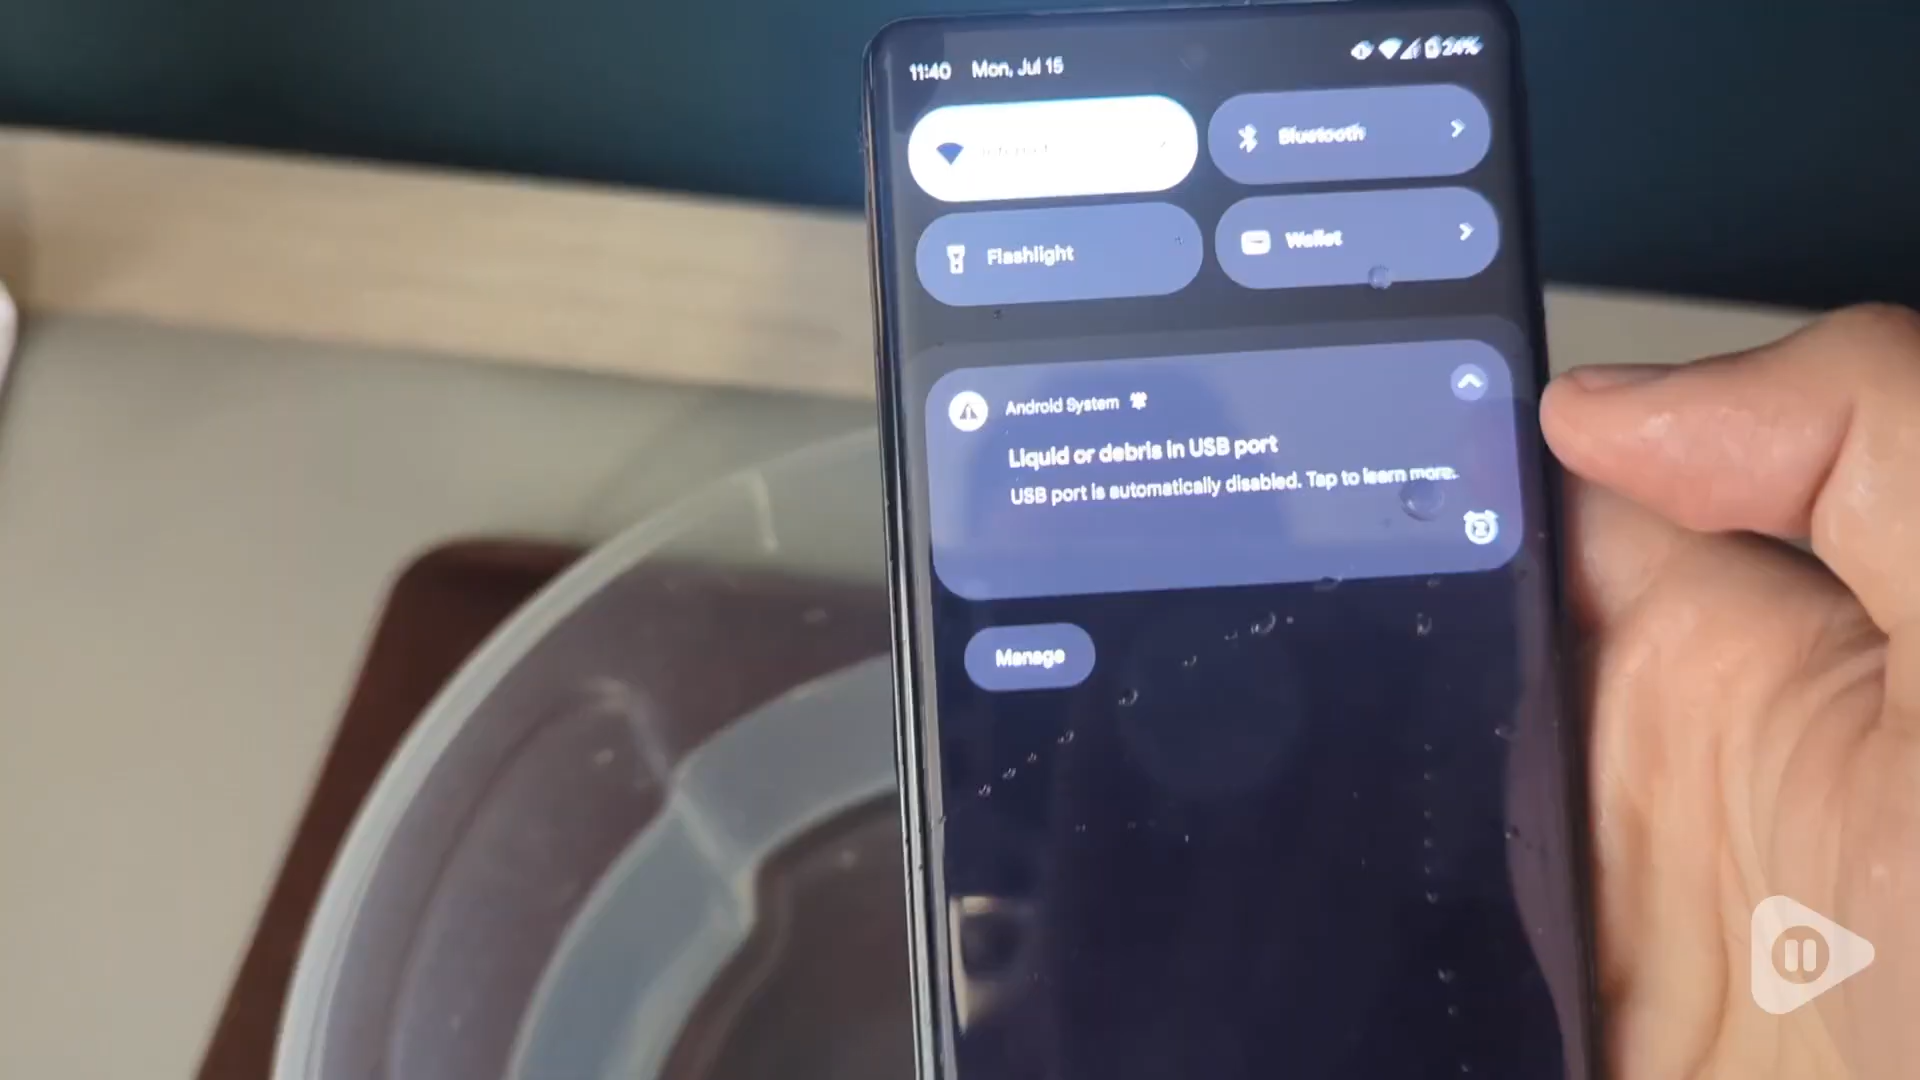 11:40 Mon, Jul 15 24%
Bluetooth
Flashlight
Wallet
Android System
Liquid or debris in USB port
USB port is automatically disabled. Tap to learn more.
Manage